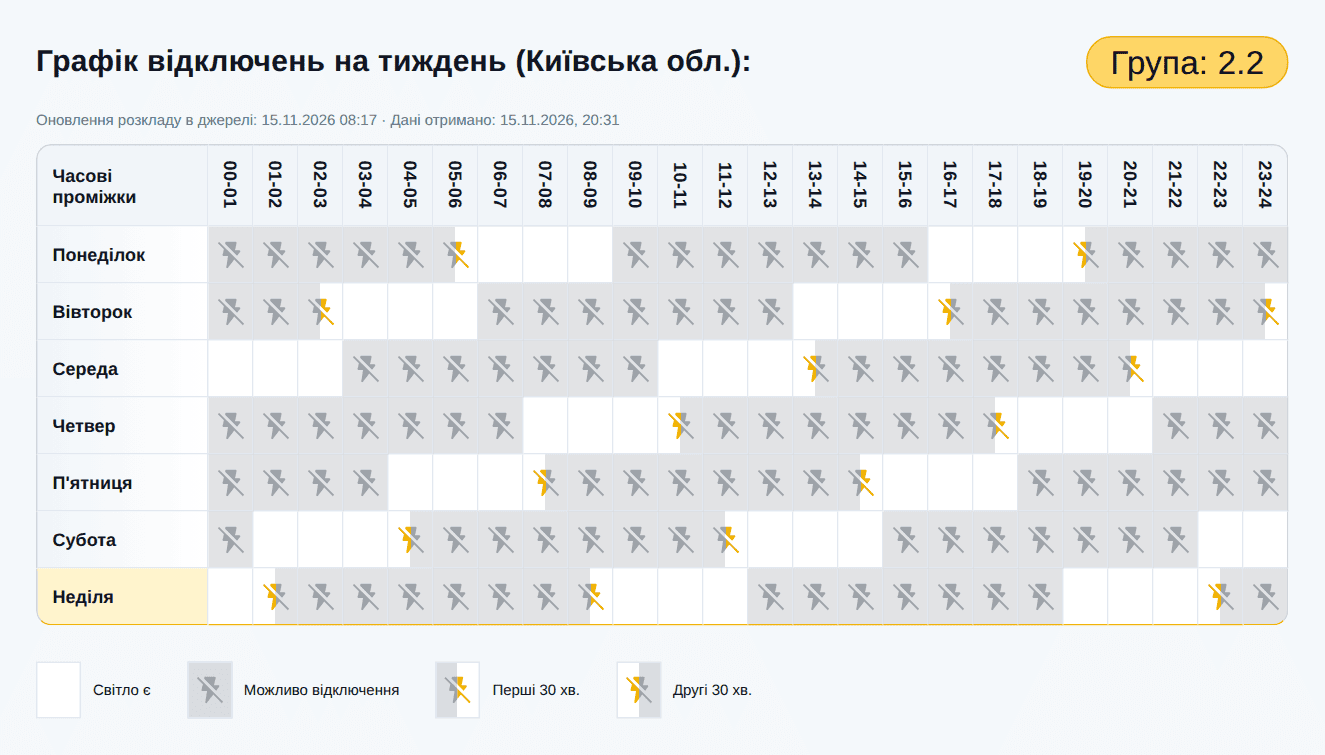 Графік відключень на тиждень (Київська обл.):
Група: 2.2
Оновлення розкладу в джерелі: 15.11.2026 08:17 · Дані отримано: 15.11.2026, 20:31
Часові
проміжки
00-01 01-02 02-03 03-04 04-05 05-06 06-07 07-08 08-09 09-10 10-11 11-12 12-13 13-14 14-15 15-16 16-17 17-18 18-19 19-20 20-21 21-22 22-23 23-24
Понеділок
Вівторок
Середа
Четвер
П'ятниця
Субота
Неділя
Світло є
Можливо відключення
Перші 30 хв.
Другі 30 хв.